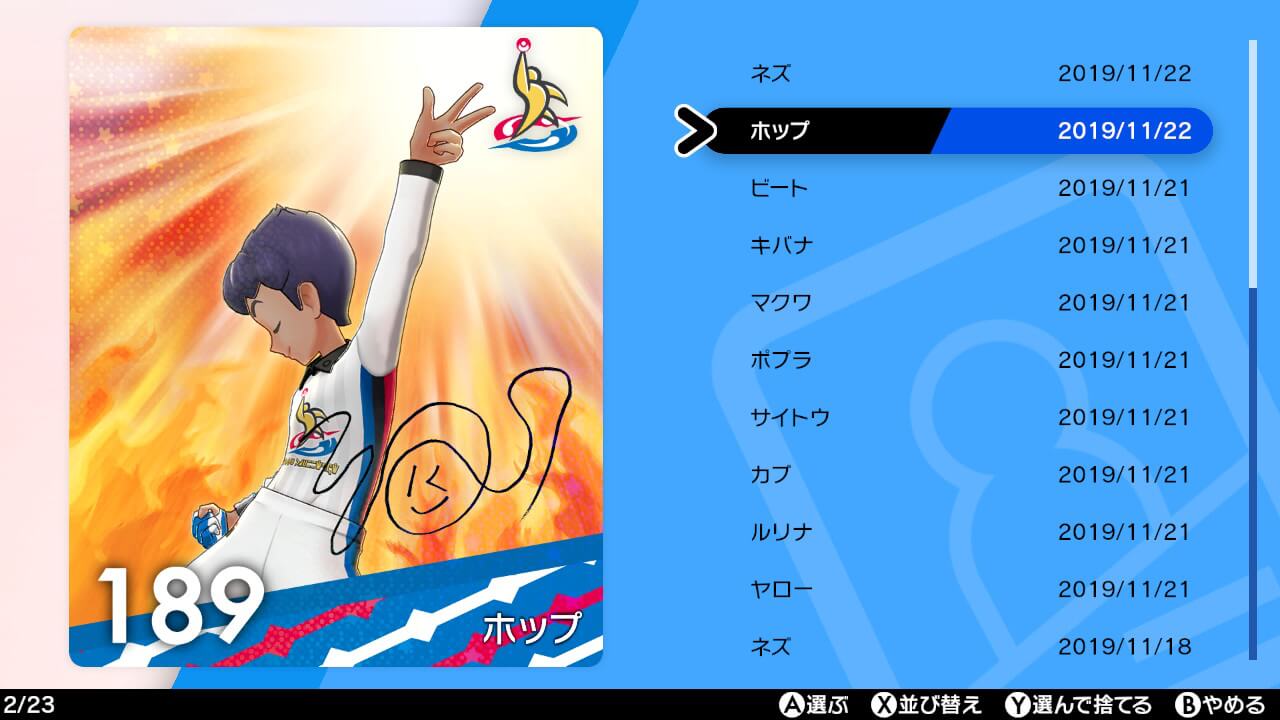 189
ホップ
ネズ 2019/11/22
ホップ 2019/11/22
ビート 2019/11/21
キバナ 2019/11/21
マクワ 2019/11/21
ポプラ 2019/11/21
サイトウ 2019/11/21
カブ 2019/11/21
ルリナ 2019/11/21
ヤロー 2019/11/21
ネズ 2019/11/18
2/23
A選ぶ X並び替え Y選んで捨てる Bやめる